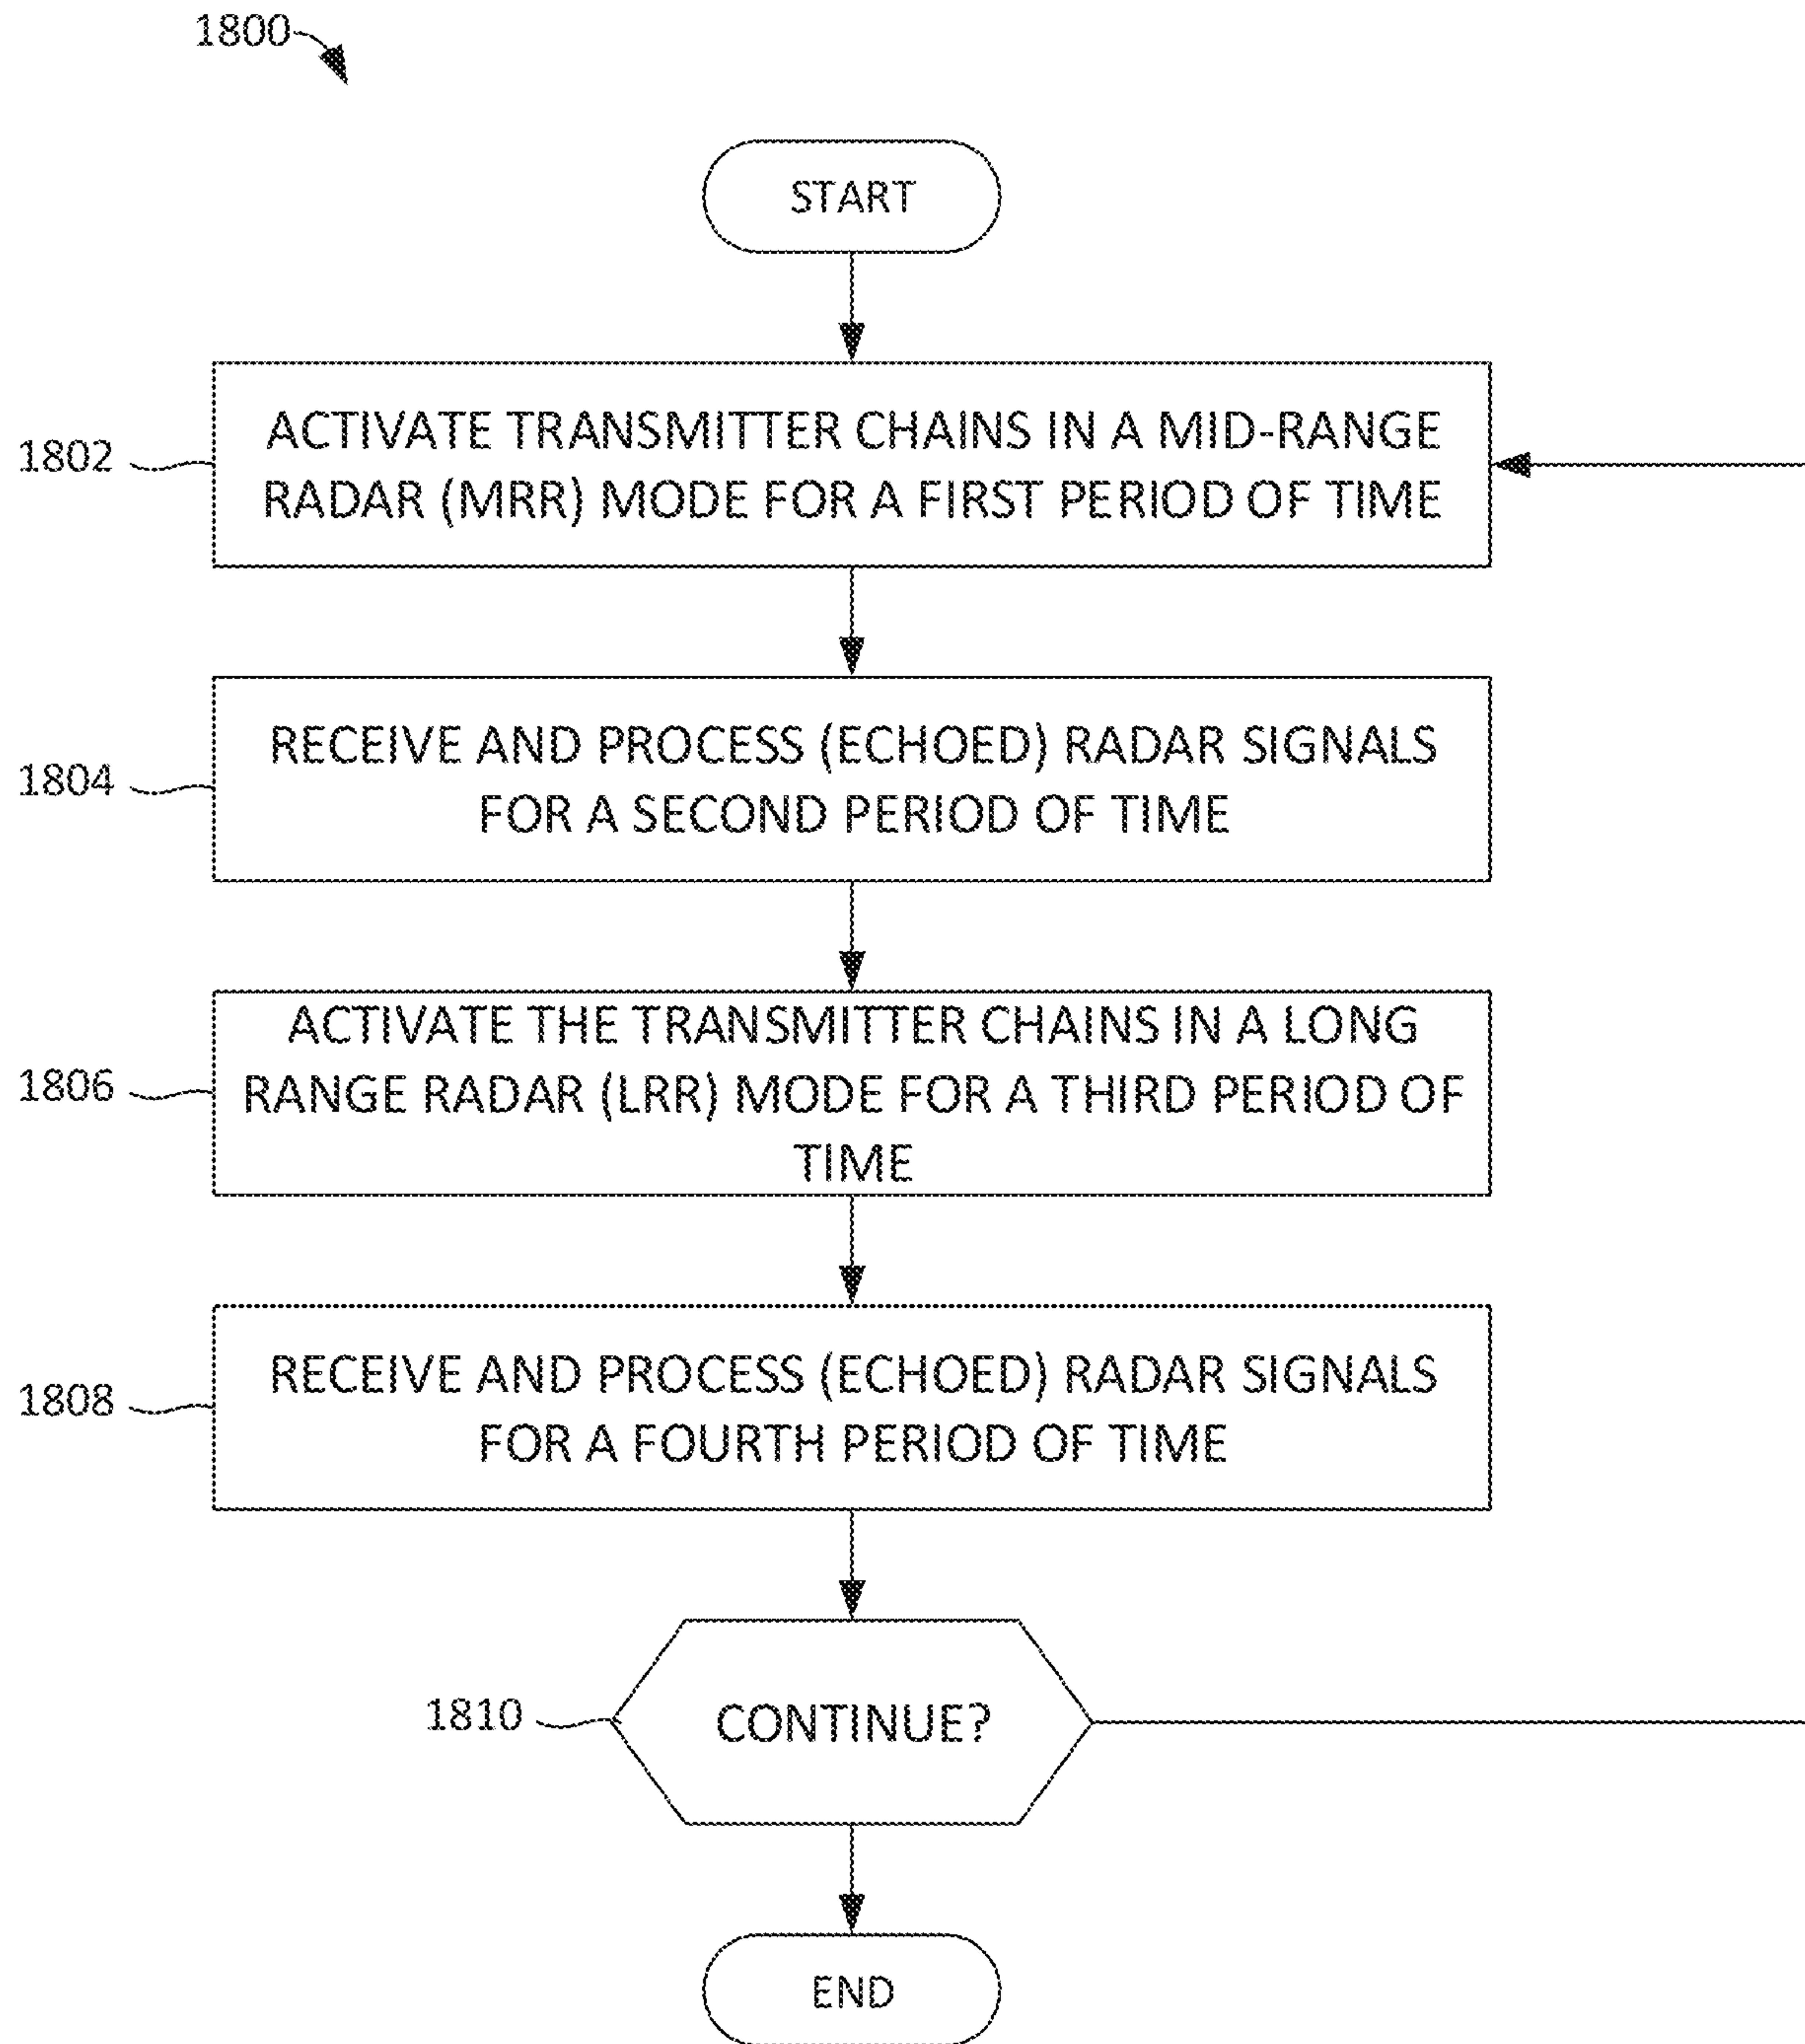 1800
START
1802
ACTIVATE TRANSMITTER CHAINS IN A MID-RANGE
RADAR (MRR) MODE FOR A FIRST PERIOD OF TIME
1804
RECEIVE AND PROCESS (ECHOED) RADAR SIGNALS
FOR A SECOND PERIOD OF TIME
1806
ACTIVATE THE TRANSMITTER CHAINS IN A LONG
RANGE RADAR (LRR) MODE FOR A THIRD PERIOD OF
TIME
1808
RECEIVE AND PROCESS (ECHOED) RADAR SIGNALS
FOR A FOURTH PERIOD OF TIME
1810
CONTINUE?
END